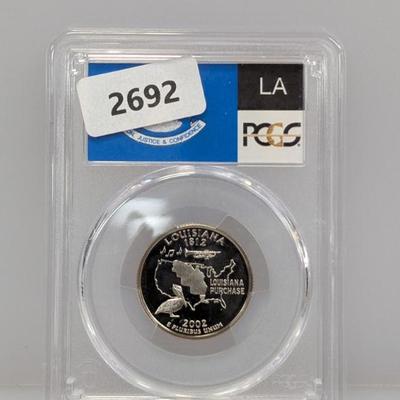 2692
LA
JUSTICE & CONFIDENCE
PCGS
LOUISIANA
1812
LOUISIANA
PURCHASE
2002
E PLURIBUS UNUM